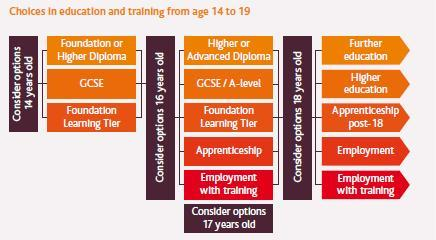 Choices in education and training from age 14 to 19
Consider options
14 years old
Foundation or
Higher Diploma
GCSE
Foundation
Learning Tier
Consider options 16 years old
Higher or
Advanced Diploma
GCSE / A-level
Foundation
Learning Tier
Apprenticeship
Employment
with training
Consider options
17 years old
Consider options 18 years old
Further
education
Higher
education
Apprenticeship
post-18
Employment
Employment
with training